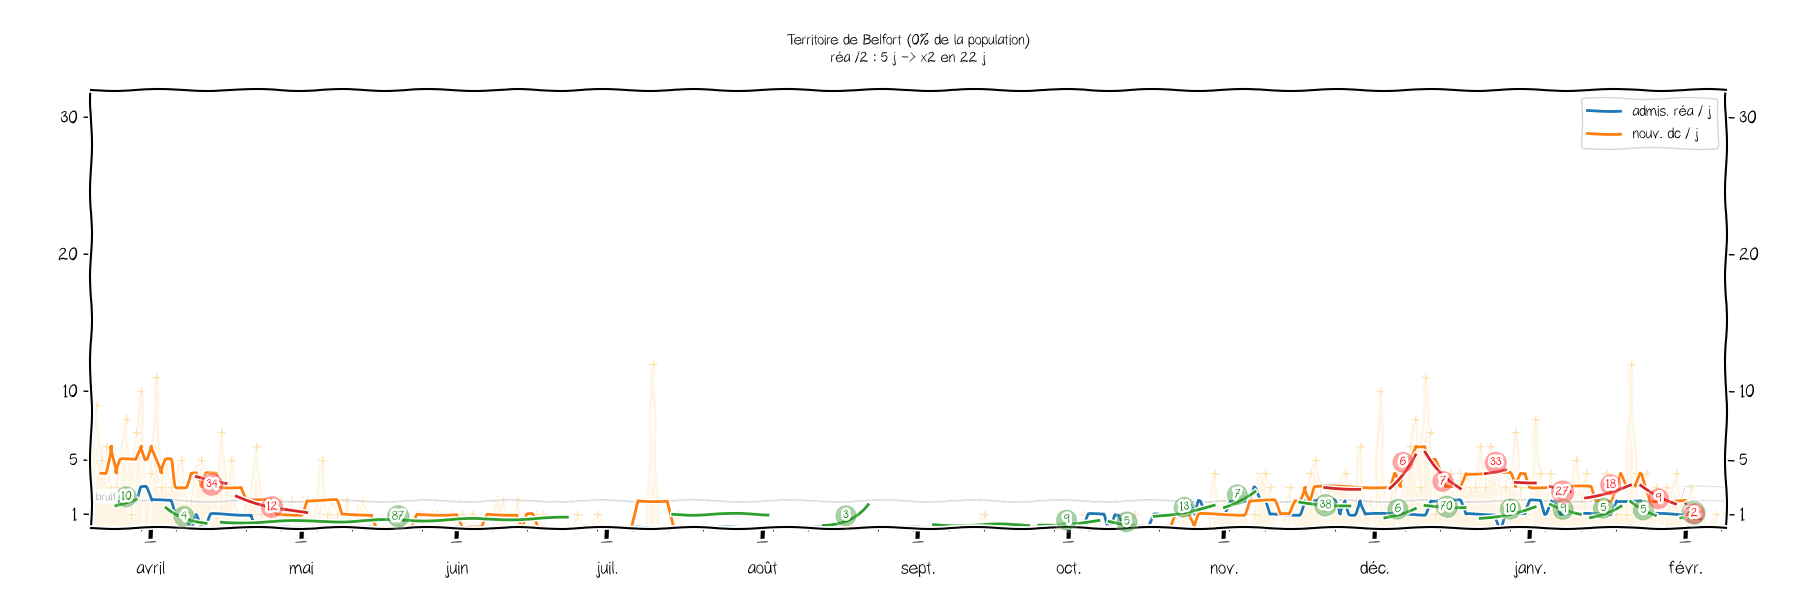 Territoire de Belfort (0% de la population)
réa /2 : 5 j -> x2 en 22 j
30
20
10
5
1
30
20
10
5
1
admis. réa / j
nouv. dc / j
bruit
10
4
34
12
87
3
9
5
13
7
38
6
6
7
70
33
10
27
9
18
5
5
9
avril
mai
juin
juil.
août
sept.
oct.
nov.
déc.
janv.
févr.